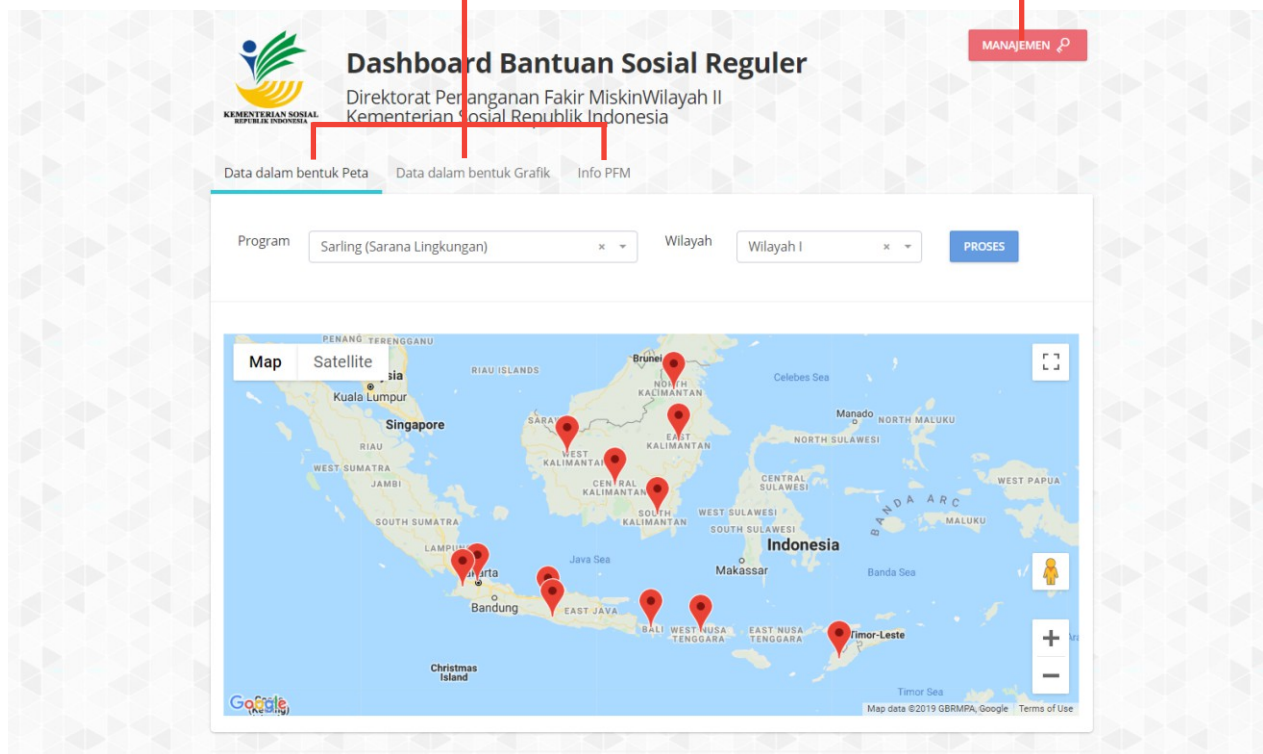 MANAJEMEN
Dashboard Bantuan Sosial Reguler
Direktorat Penanganan Fakir MiskinWilayah II
Kementerian Sosial Republik Indonesia
KEMENTERIAN SOSIAL
REPUBLIK INDONESIA
Data dalam bentuk Peta Data dalam bentuk Grafik Info PFM
Program Sarling (Sarana Lingkungan) × Wilayah Wilayah I × PROSES
PENANG TERENGGANU
Map Satellite
sia
RIAU ISLANDS
Brunei
Celebes Sea
Kuala Lumpur
NORTH
KALIMANTAN
Singapore
SARA
Manado
NORTH MALUKU
RIAU
EAST
KALIMANTAN
NORTH SULAWESI
WEST
KALIMANTAN
WEST SUMATRA
JAMBI
CENTRAL
KALIMANTAN
CENTRAL
SULAWESI
WEST PAPUA
BANDA ARC
SOUTH SUMATRA
SOUTH
KALIMANTAN
WEST SULAWESI
SOUTH SULAWESI
MALUKU
Indonesia
LAMPU
Java Sea
Makassar
Banda Sea
arta
Bandung
EAST JAVA
BALI
WEST NUSA
TENGGARA
EAST NUSA
TENGGARA
Timor-Leste
Christmas
Island
Timor Sea
Google
Map data ©2019 GBRMPA, Google Terms of Use